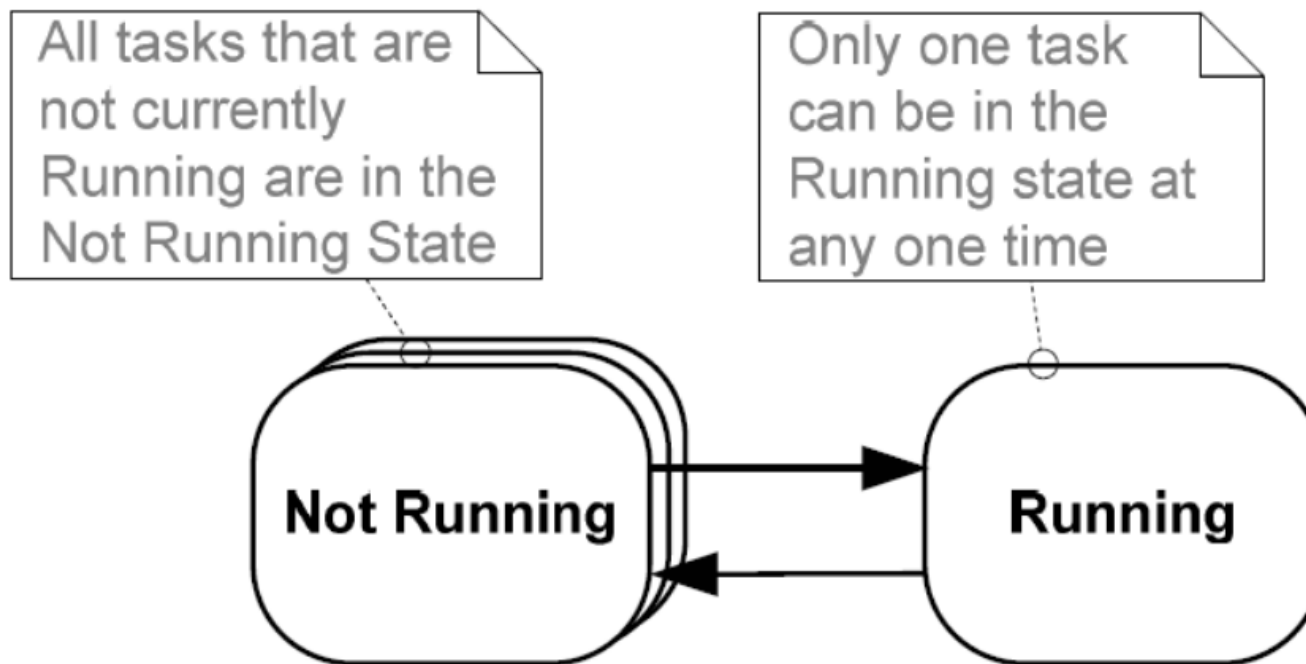 All tasks that are
not currently
Running are in the
Not Running State
Only one task
can be in the
Running state at
any one time
Not Running
Running